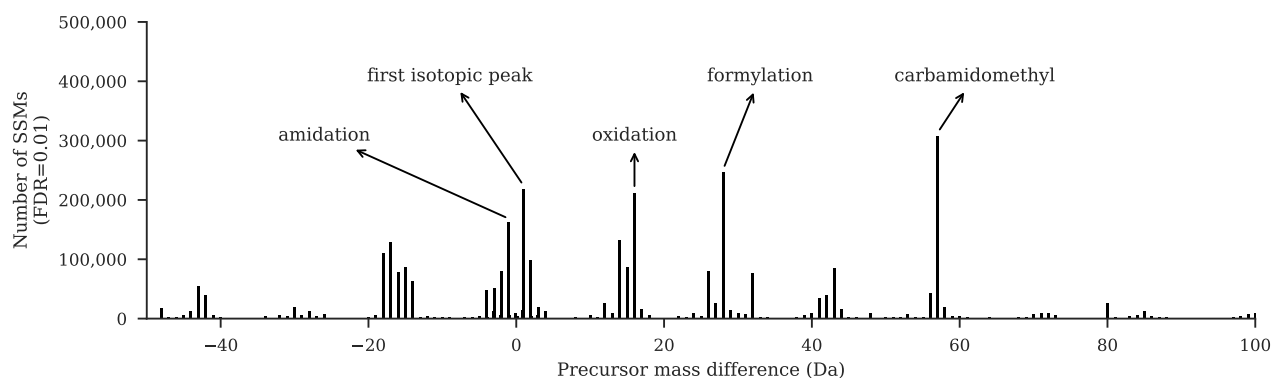 500,000
400,000
300,000
200,000
100,000
0
Number of SSMs
(FDR=0.01)
first isotopic peak
formylation
carbamidomethyl
amidation
oxidation
−40
−20
0
20
40
60
80
100
Precursor mass difference (Da)